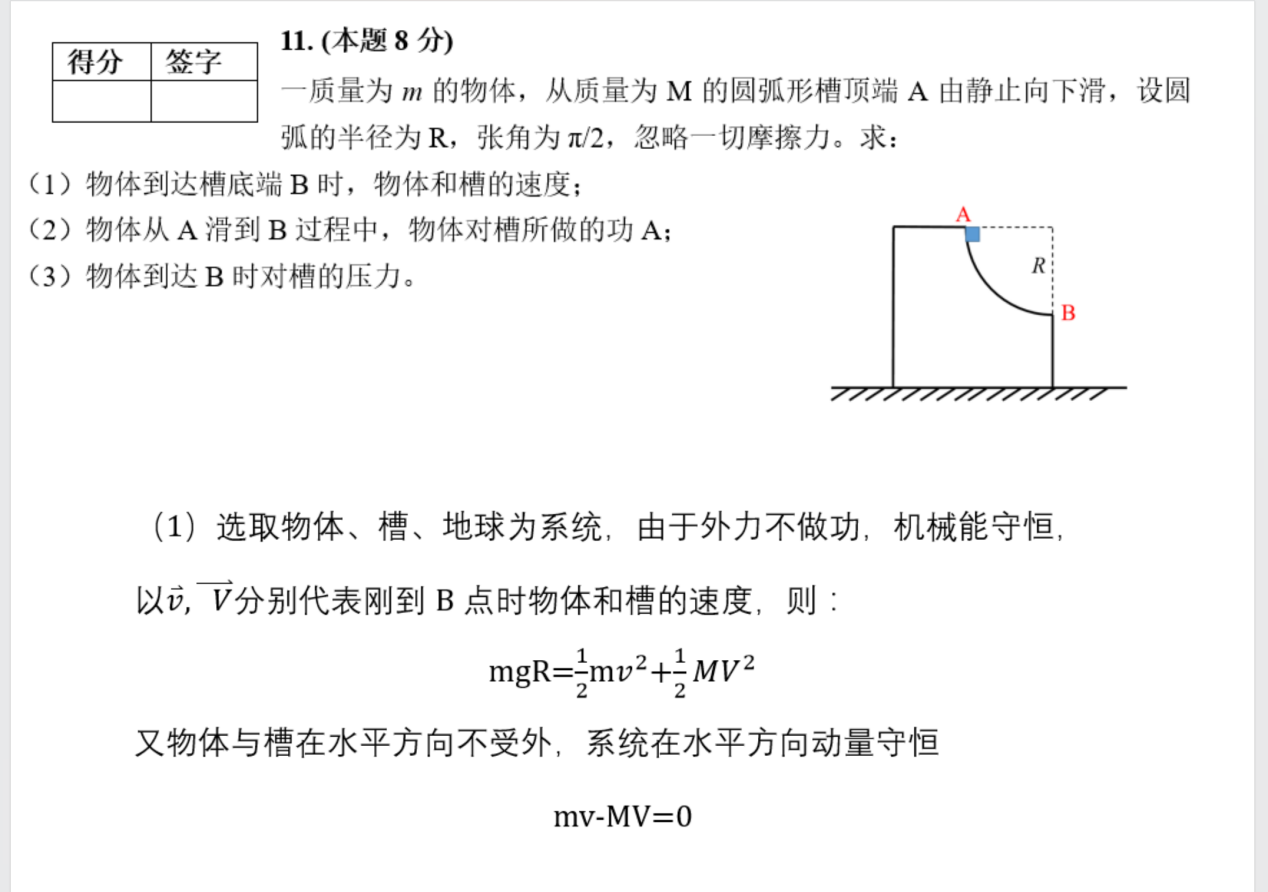 11. (本题 8 分)
得分 签字
一质量为 m 的物体，从质量为 M 的圆弧形槽顶端 A 由静止向下滑，设圆
弧的半径为 R，张角为 π/2，忽略一切摩擦力。求：
（1）物体到达槽底端 B 时，物体和槽的速度；
（2）物体从 A 滑到 B 过程中，物体对槽所做的功 A；
（3）物体到达 B 时对槽的压力。
A
R
B
（1）选取物体、槽、地球为系统，由于外力不做功，机械能守恒，
以v⃗, V⃗分别代表刚到 B 点时物体和槽的速度，则：
mgR=½mv²+½MV²
又物体与槽在水平方向不受外，系统在水平方向动量守恒
mv-MV=0